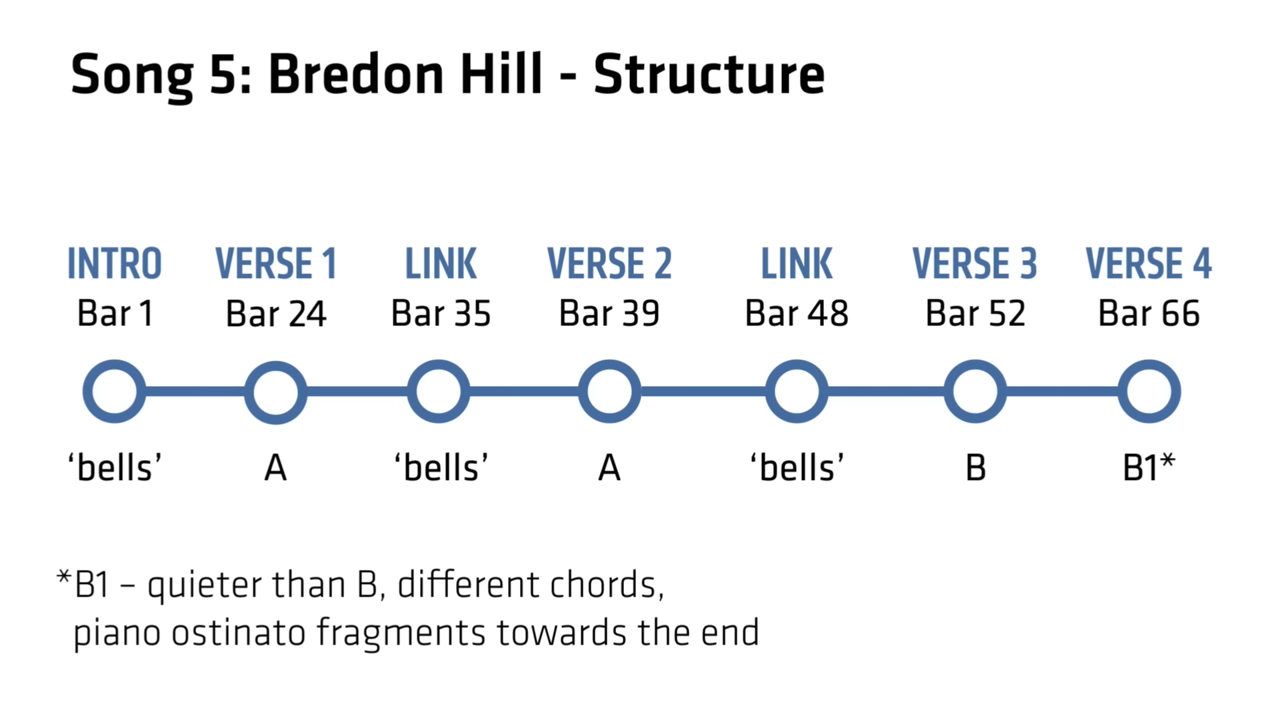 Song 5: Bredon Hill - Structure
INTRO VERSE 1 LINK VERSE 2 LINK VERSE 3 VERSE 4
Bar 1 Bar 24 Bar 35 Bar 39 Bar 48 Bar 52 Bar 66
‘bells’ A ‘bells’ A ‘bells’ B B1*
*B1 – quieter than B, different chords,
piano ostinato fragments towards the end